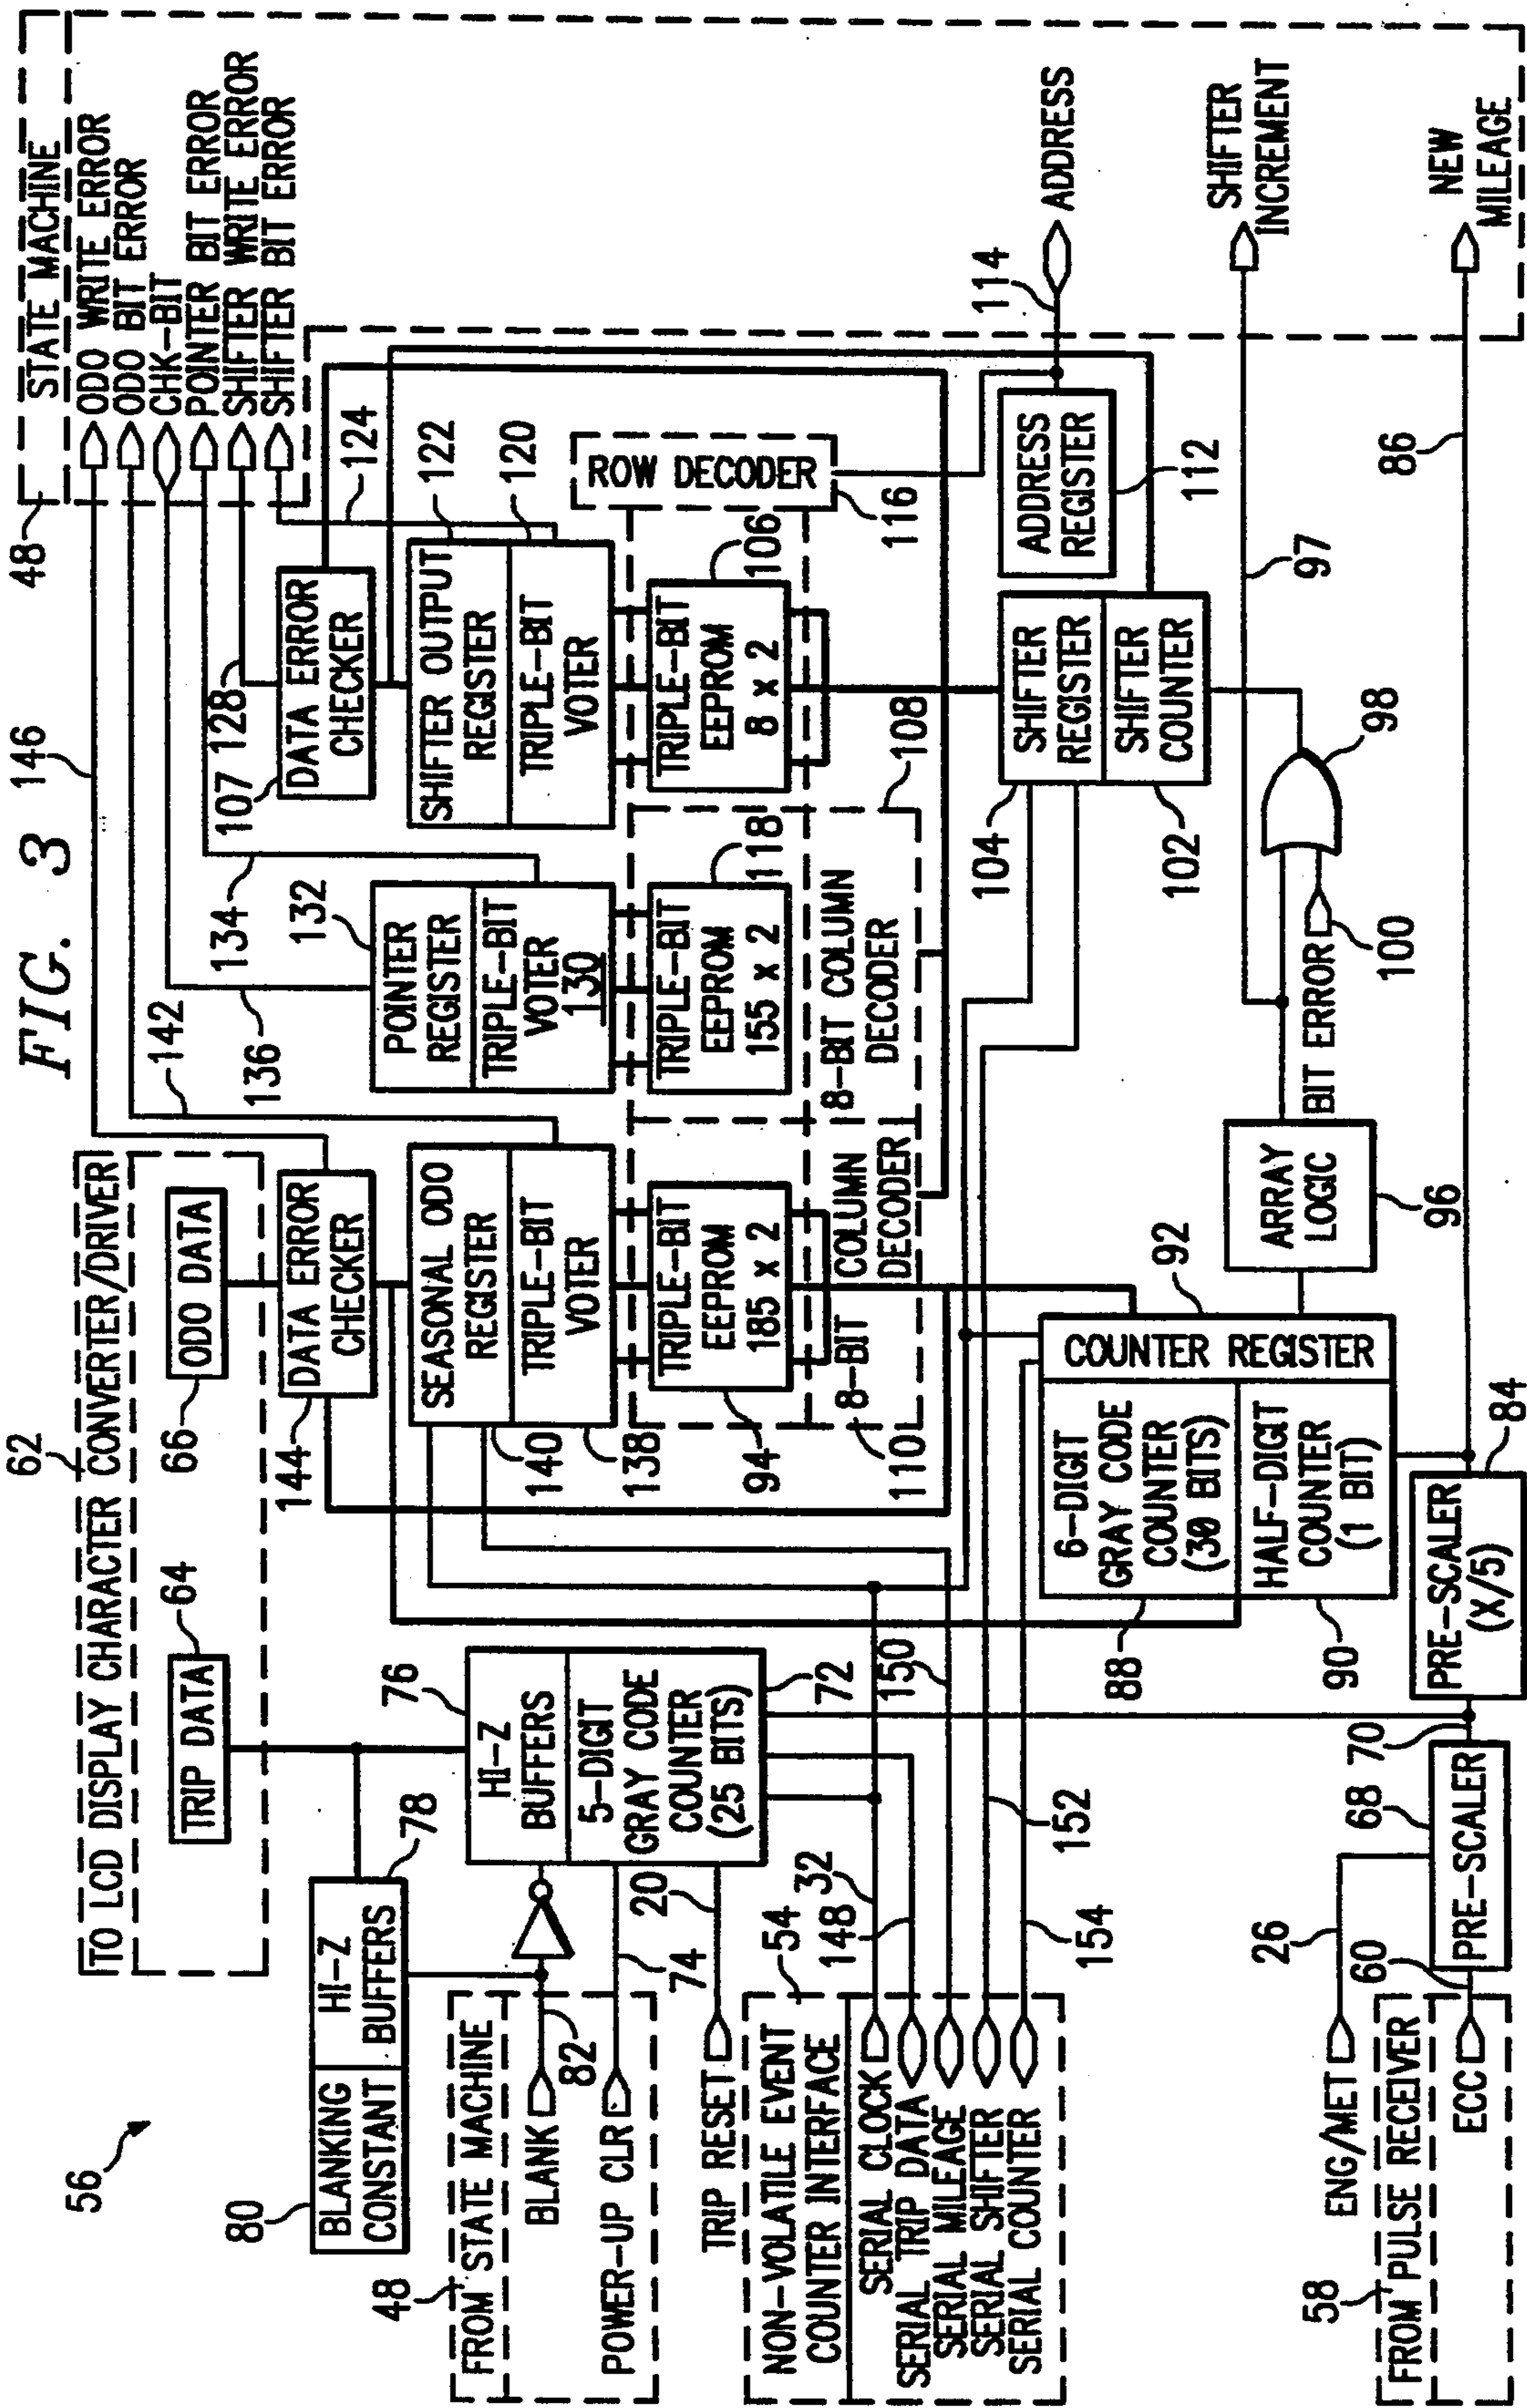 FIG. 3
56
62
TO LCD DISPLAY CHARACTER CONVERTER/DRIVER
TRIP DATA
64
ODO DATA
66
48
STATE MACHINE
ODO WRITE ERROR
ODO BIT ERROR
CHK-BIT
POINTER BIT ERROR
SHIFTER WRITE ERROR
SHIFTER BIT ERROR
146
142
136
134
128
124
80
BLANKING
CONSTANT
HI-Z
BUFFERS
78
144
DATA ERROR
CHECKER
107
DATA ERROR
CHECKER
48
FROM STATE MACHINE
BLANK
82
POWER-UP CLR
74
TRIP RESET
20
76
HI-Z
BUFFERS
5-DIGIT
GRAY CODE
COUNTER
(25 BITS)
72
SEASONAL ODO
REGISTER
140
TRIPLE-BIT
VOTER
138
POINTER
REGISTER
132
TRIPLE-BIT
VOTER
130
SHIFTER OUTPUT
REGISTER
122
TRIPLE-BIT
VOTER
120
TRIPLE-BIT
EEPROM
185 x 2
94
TRIPLE-BIT
EEPROM
155 x 2
118
TRIPLE-BIT
EEPROM
8 x 2
106
ROW DECODER
116
8-BIT COLUMN
DECODER
110
8-BIT COLUMN
DECODER
108
NON-VOLATILE EVENT
COUNTER INTERFACE
54
SERIAL CLOCK
SERIAL TRIP DATA
SERIAL MILEAGE
SERIAL SHIFTER
SERIAL COUNTER
32
148
150
152
154
6-DIGIT
GRAY CODE
COUNTER
(30 BITS)
88
HALF-DIGIT
COUNTER
(1 BIT)
90
COUNTER REGISTER
92
SHIFTER
REGISTER
104
SHIFTER
COUNTER
102
ADDRESS
REGISTER
112
114
ADDRESS
ARRAY
LOGIC
96
BIT ERROR
100
98
97
SHIFTER
INCREMENT
ENG/MET
26
58
FROM PULSE RECEIVER
ECC
60
PRE-SCALER
68
70
PRE-SCALER
(X/5)
84
86
NEW
MILEAGE